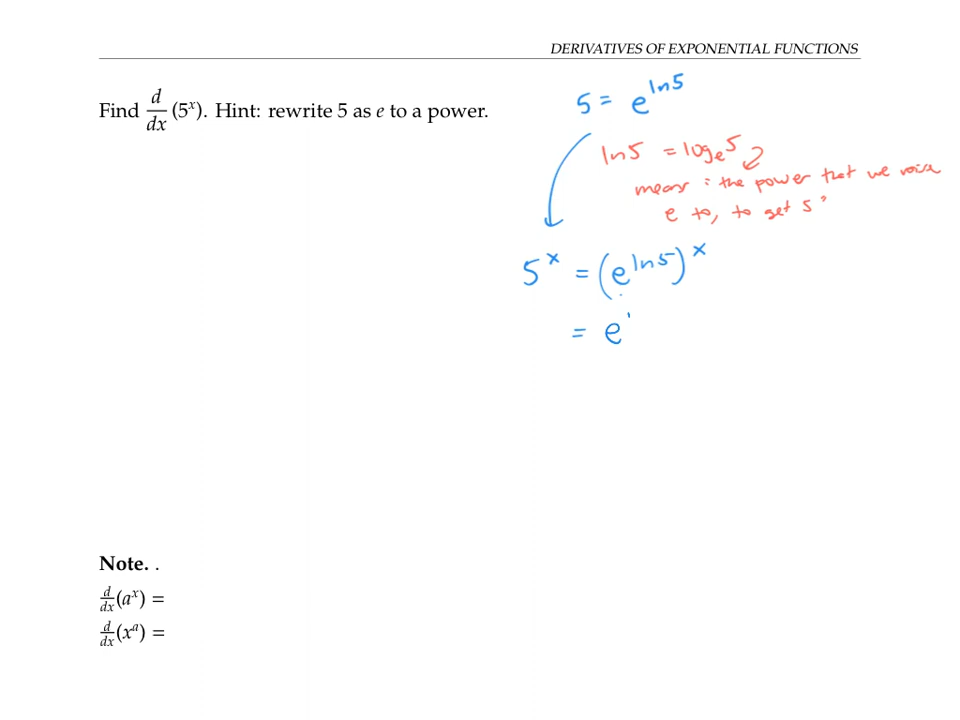 DERIVATIVES OF EXPONENTIAL FUNCTIONS
Find d/dx (5^x). Hint: rewrite 5 as e to a power.
5 = e^ln5
ln5 = log_e 5
means : the power that we raise
e to, to get 5 "
5^x = (e^ln5)^x
= e'
Note. .
d/dx(a^x) =
d/dx(x^a) =